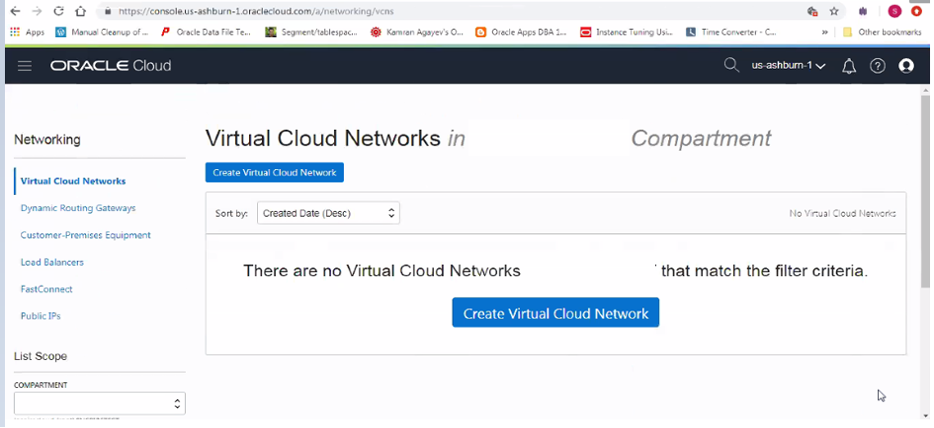 https://console.us-ashburn-1.oraclecloud.com/a/networking/vcns
Apps Manual Cleanup of ... Oracle Data File Te... Segment/tablespac... Kamran Agayev's O... Oracle Apps DBA 1... Instance Tuning Usi... Time Converter - C... » Other bookmarks
ORACLE Cloud us-ashburn-1
Networking
Virtual Cloud Networks
Dynamic Routing Gateways
Customer-Premises Equipment
Load Balancers
FastConnect
Public IPs
List Scope
COMPARTMENT
Virtual Cloud Networks in Compartment
Create Virtual Cloud Network
Sort by: Created Date (Desc) No Virtual Cloud Networks
There are no Virtual Cloud Networks that match the filter criteria.
Create Virtual Cloud Network